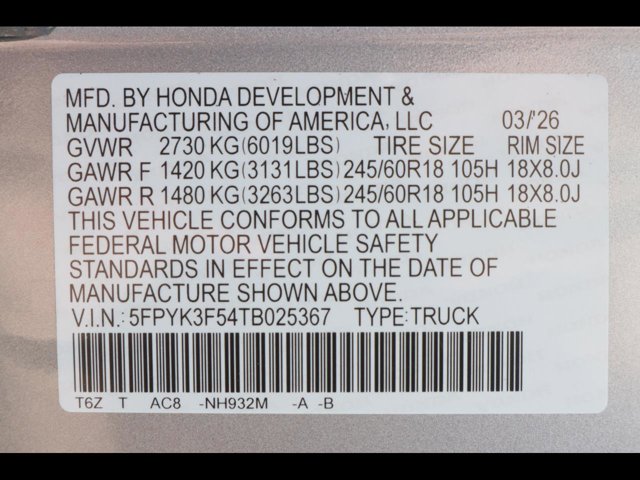 MFD. BY HONDA DEVELOPMENT &
MANUFACTURING OF AMERICA, LLC 03/'26
GVWR 2730 KG(6019LBS) TIRE SIZE RIM SIZE
GAWR F 1420 KG(3131LBS) 245/60R18 105H 18X8.0J
GAWR R 1480 KG(3263LBS) 245/60R18 105H 18X8.0J
THIS VEHICLE CONFORMS TO ALL APPLICABLE
FEDERAL MOTOR VEHICLE SAFETY
STANDARDS IN EFFECT ON THE DATE OF
MANUFACTURE SHOWN ABOVE.
V.I.N.: 5FPYK3F54TB025367 TYPE:TRUCK
T6Z T AC8 -NH932M -A -B